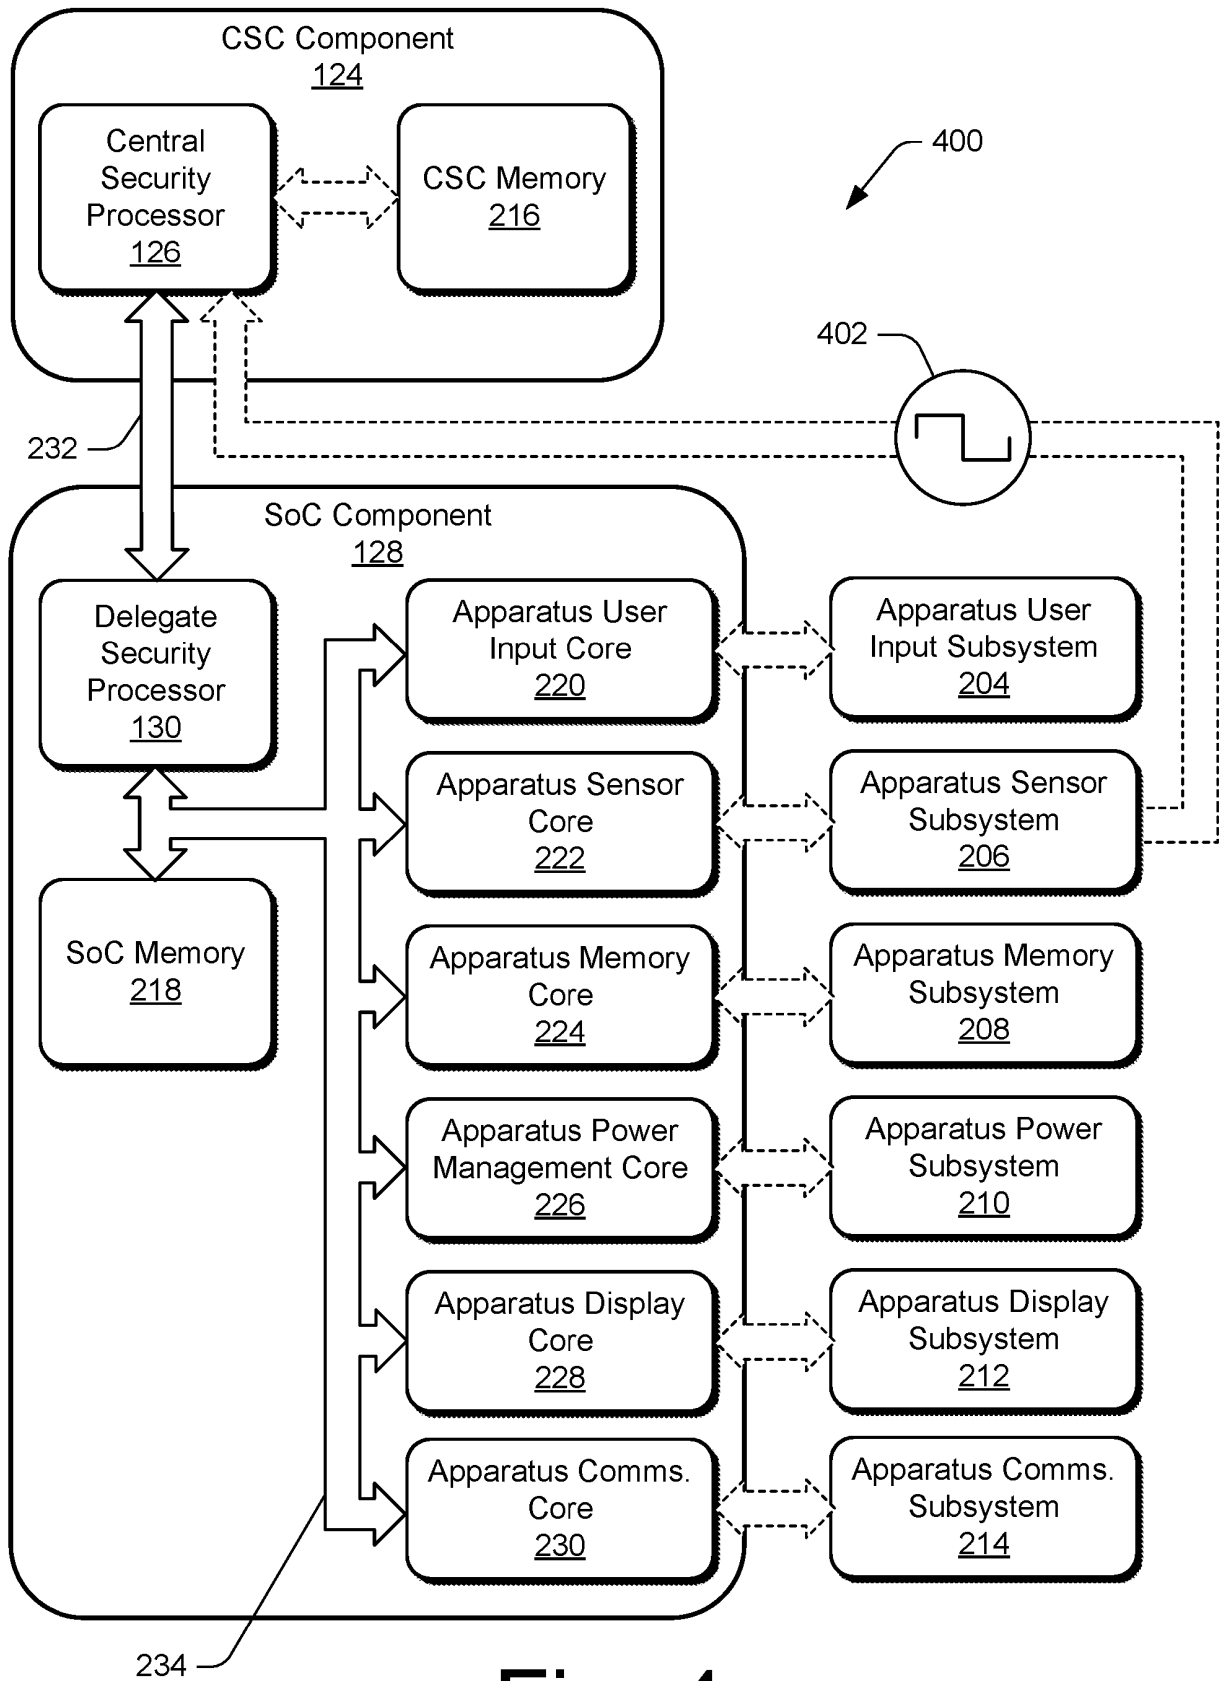 CSC Component
124
Central
Security
Processor
126
CSC Memory
216
400
402
232
SoC Component
128
Delegate
Security
Processor
130
SoC Memory
218
Apparatus User
Input Core
220
Apparatus User
Input Subsystem
204
Apparatus Sensor
Core
222
Apparatus Sensor
Subsystem
206
Apparatus Memory
Core
224
Apparatus Memory
Subsystem
208
Apparatus Power
Management Core
226
Apparatus Power
Subsystem
210
Apparatus Display
Core
228
Apparatus Display
Subsystem
212
Apparatus Comms.
Core
230
Apparatus Comms.
Subsystem
214
234